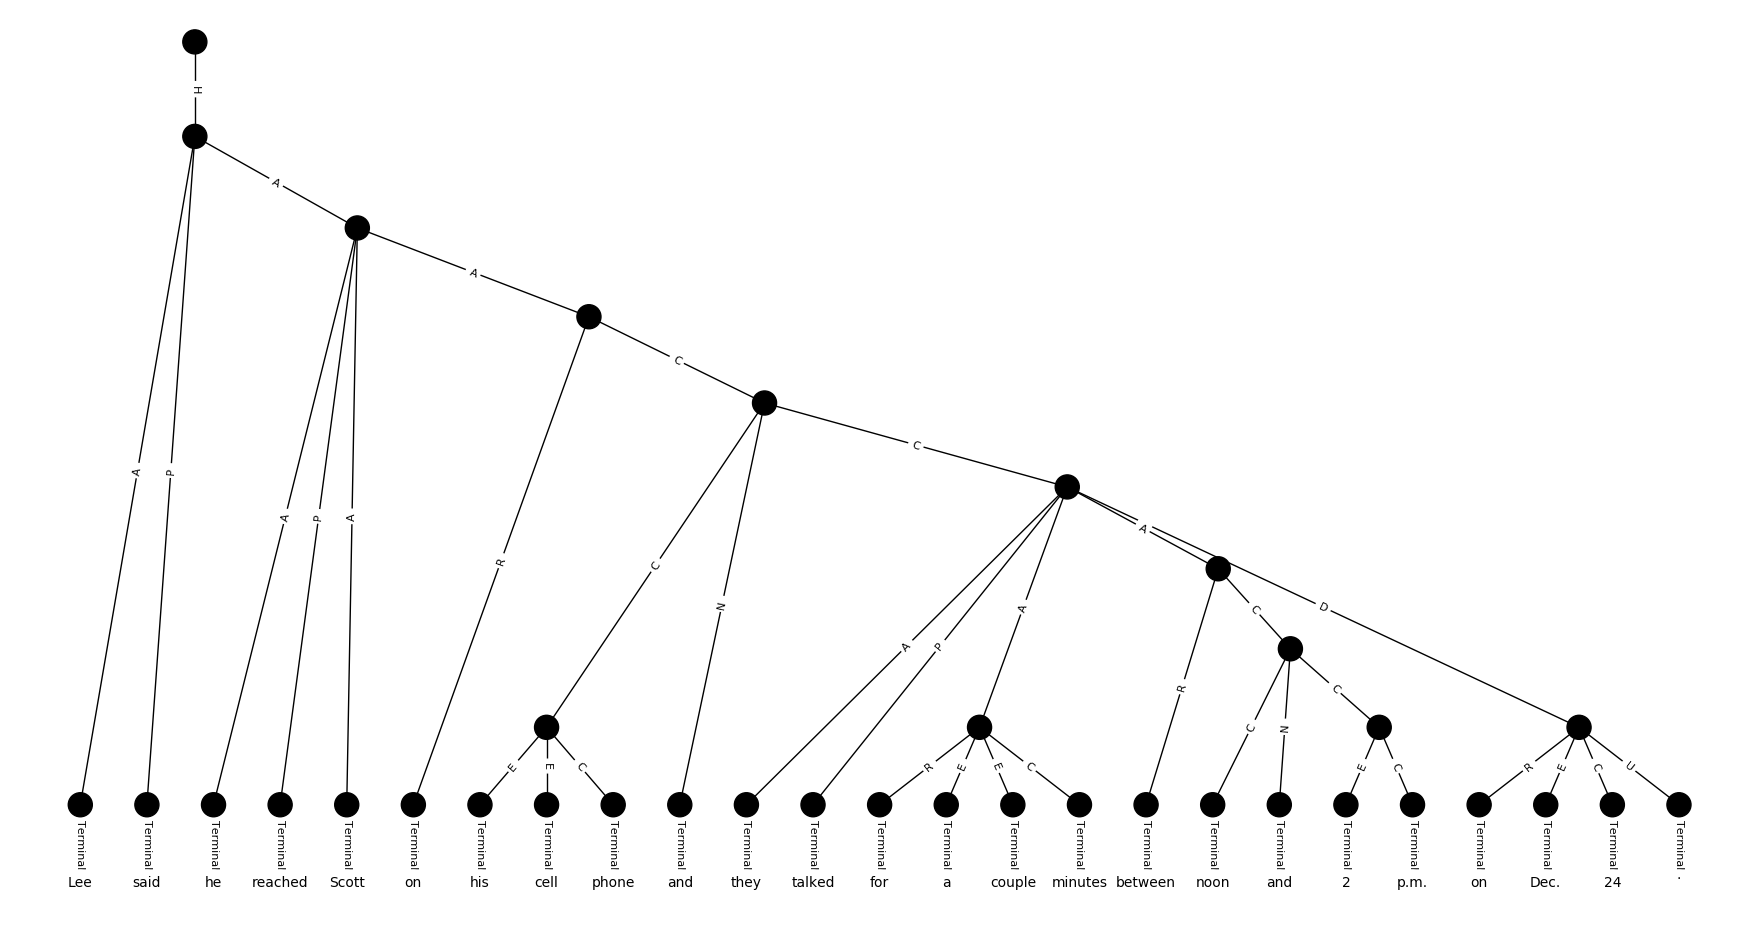 H
A
A
C
C
A
A
P
A
P
A
R
C
N
A
P
A
D
C
C
R
C
N
E
E
C
R
E
E
C
E
C
R
E
C
U
Terminal Terminal Terminal Terminal Terminal Terminal Terminal Terminal Terminal Terminal Terminal Terminal Terminal Terminal Terminal Terminal Terminal Terminal Terminal Terminal Terminal Terminal Terminal Terminal Terminal
Lee said he reached Scott on his cell phone and they talked for a couple minutes between noon and 2 p.m. on Dec. 24 .